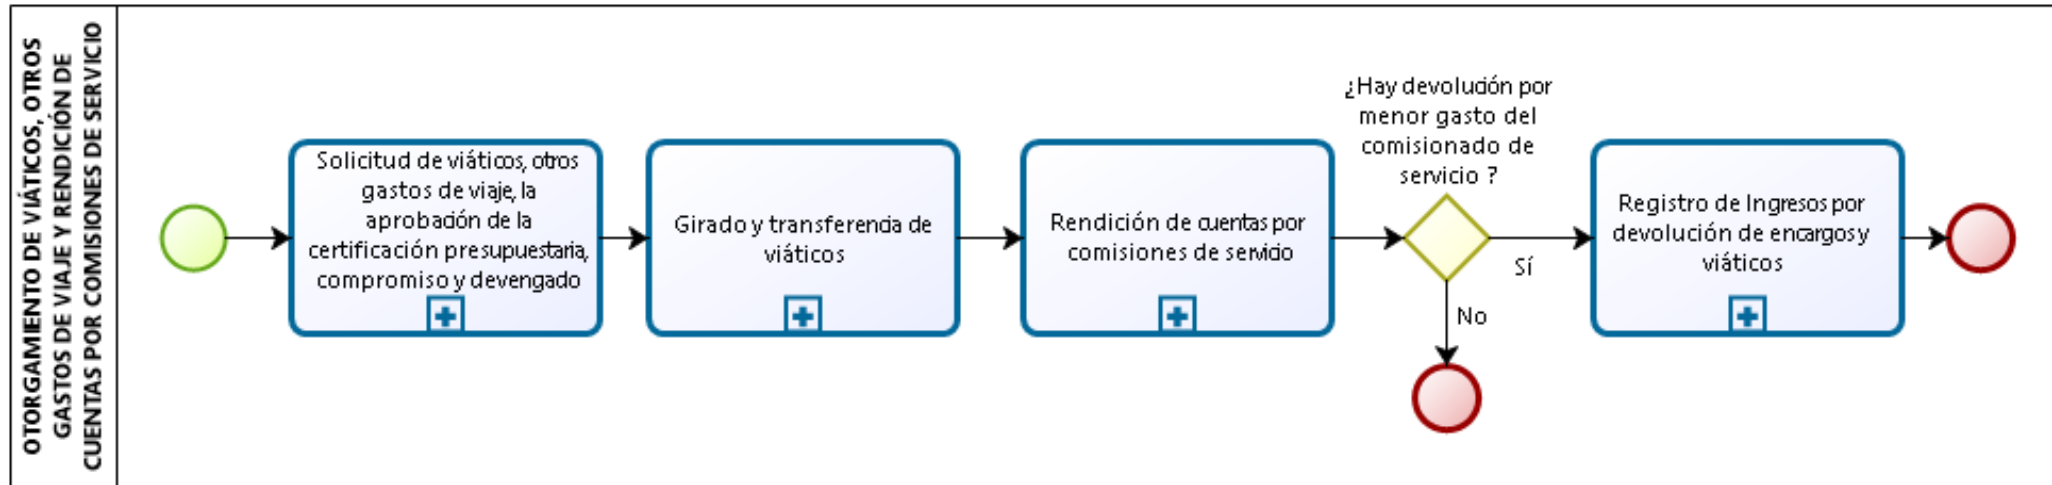 OTORGAMIENTO DE VIÁTICOS, OTROS
GASTOS DE VIAJE Y RENDICIÓN DE
CUENTAS POR COMISIONES DE SERVICIO
Solicitud de viáticos, otros
gastos de viaje, la
aprobación de la
certificación presupuestaria,
compromiso y devengado
Girado y transferencia de
viáticos
Rendición de cuentas por
comisiones de servicio
¿Hay devolución por
menor gasto del
comisionado de
servicio ?
Sí
No
Registro de Ingresos por
devolución de encargos y
viáticos